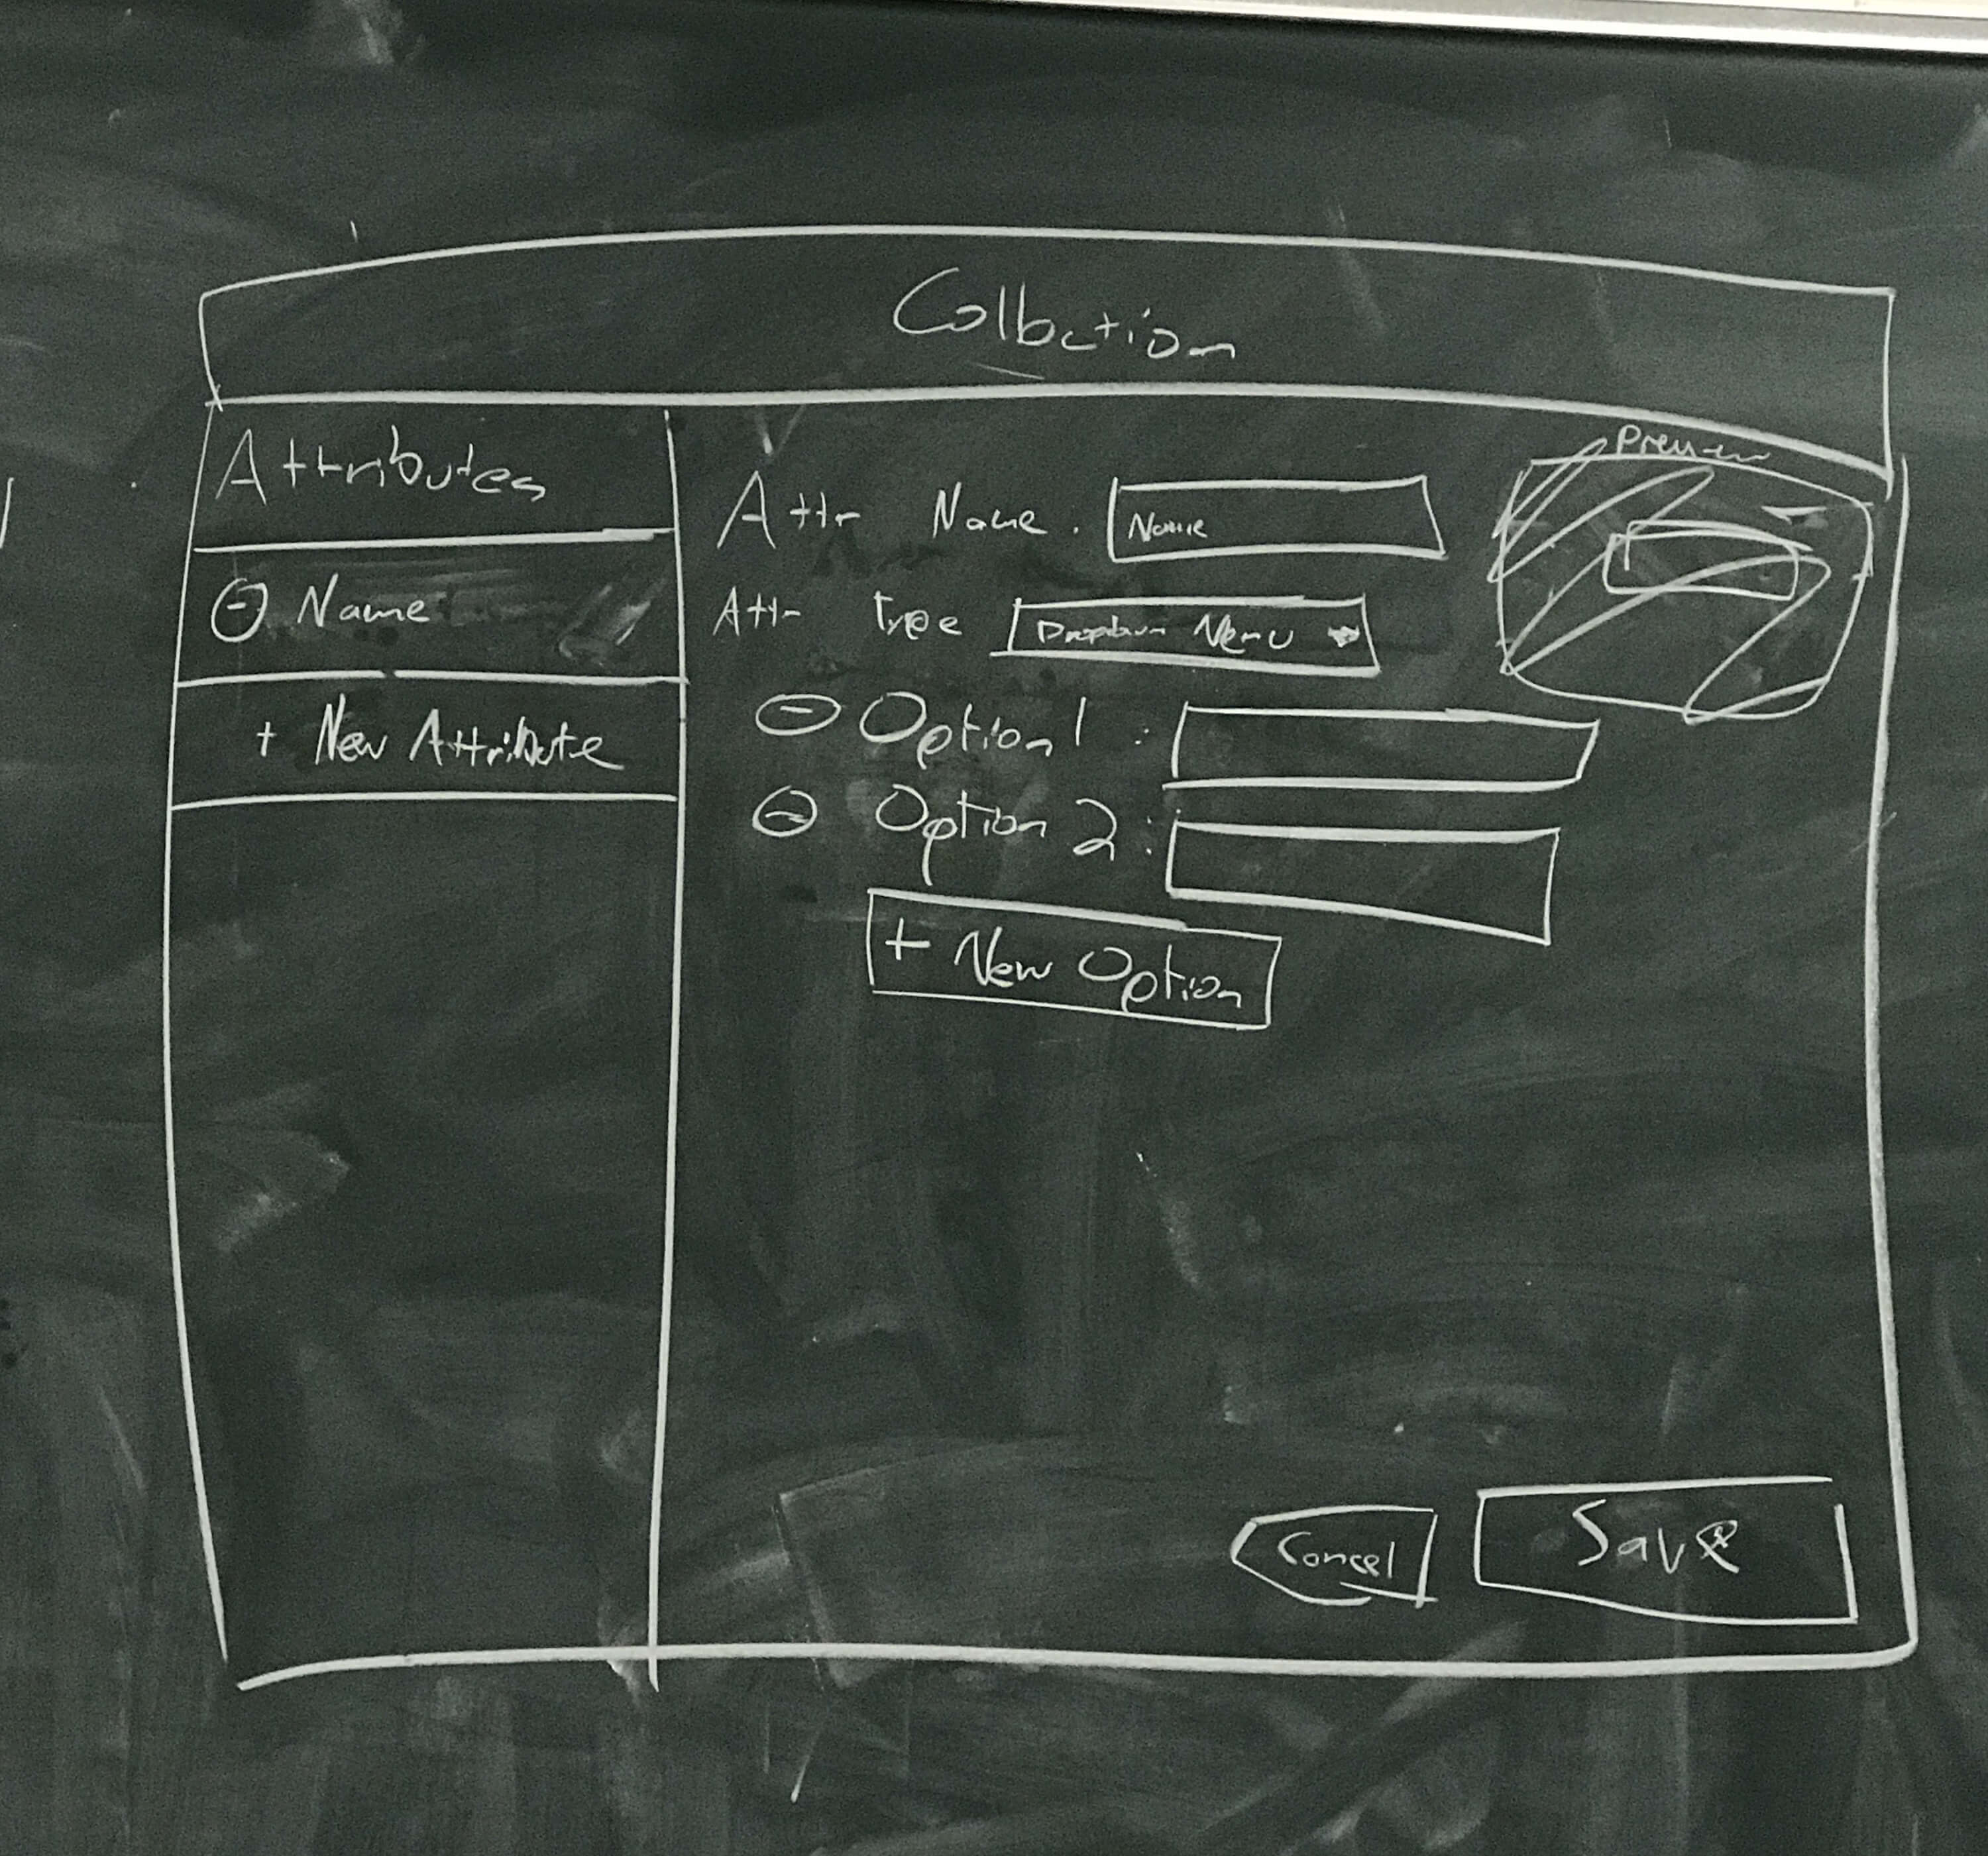 Collection
Attributes
⊖ Name
+ New Attribute
Attr Name : Name
Attr Type Dropdown Menu
⊖ Option 1 :
⊖ Option 2 :
+ New Option
Preview
Cancel
Save